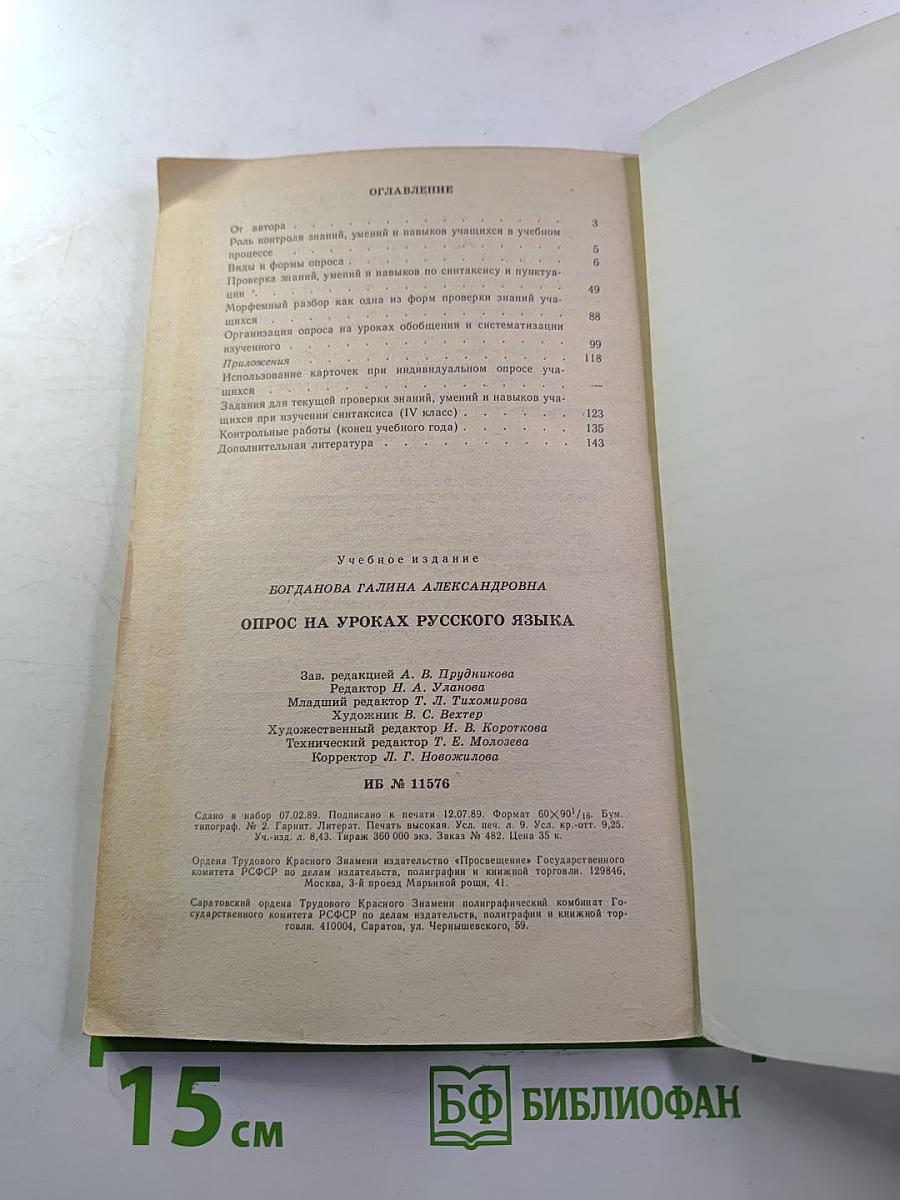 ОГЛАВЛЕНИЕ
От автора . . . . . . . . . . . . . . 3
Роль контроля знаний, умений и навыков учащихся в учебном
процессе . . . . . . . . . . . . . . 5
Виды и формы опроса . . . . . . . . . . . . 6
Проверка знаний, умений и навыков по синтаксису и пунктуа-
ции . . . . . . . . . . . . . . . 49
Морфемный разбор как одна из форм проверки знаний уча-
щихся . . . . . . . . . . . . . . . 88
Организация опроса на уроках обобщения и систематизации
изученного . . . . . . . . . . . . . . 99
Приложения . . . . . . . . . . . . . . 118
Использование карточек при индивидуальном опросе уча-
щихся . . . . . . . . . . . . . . . —
Задания для текущей проверки знаний, умений и навыков уча-
щихся при изучении синтаксиса (IV класс) . . . . . . 123
Контрольные работы (конец учебного года) . . . . . . 135
Дополнительная литература . . . . . . . . . . 143
Учебное издание
БОГДАНОВА ГАЛИНА АЛЕКСАНДРОВНА
ОПРОС НА УРОКАХ РУССКОГО ЯЗЫКА
Зав. редакцией А. В. Прудникова
Редактор Н. А. Уланова
Младший редактор Т. Л. Тихомирова
Художник В. С. Вехтер
Художественный редактор И. В. Короткова
Технический редактор Т. Е. Молозева
Корректор Л. Г. Новожилова
ИБ № 11576
Сдано в набор 07.02.89. Подписано к печати 12.07.89. Формат 60×90¹/₁₆. Бум.
типограф. № 2. Гарнит. Литерат. Печать высокая. Усл. печ. л. 9. Усл. кр.-отт. 9,25.
Уч.-изд. л. 8,43. Тираж 360 000 экз. Заказ № 482. Цена 35 к.
Ордена Трудового Красного Знамени издательство «Просвещение» Государственного
комитета РСФСР по делам издательств, полиграфии и книжной торговли. 129846,
Москва, 3-й проезд Марьиной рощи, 41.
Саратовский ордена Трудового Красного Знамени полиграфический комбинат Го-
сударственного комитета РСФСР по делам издательств, полиграфии и книжной тор-
говли. 410004, Саратов, ул. Чернышевского, 59.
15 см
БФ БИБЛИОФАН